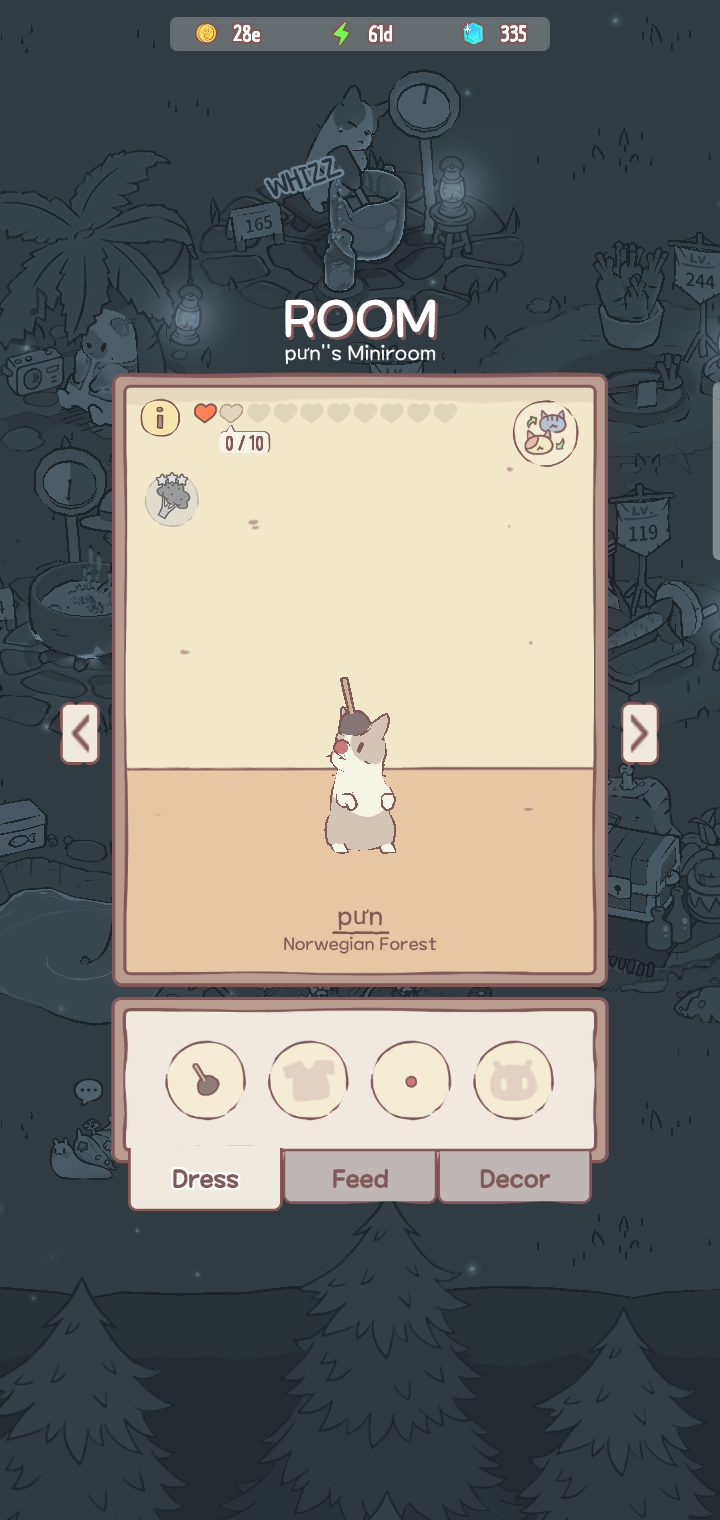 28e 61d 335
WHIZZ
165
LV.
244
ROOM
pưn''s Miniroom
0 / 10
LV.
119
pưn
Norwegian Forest
Dress Feed Decor